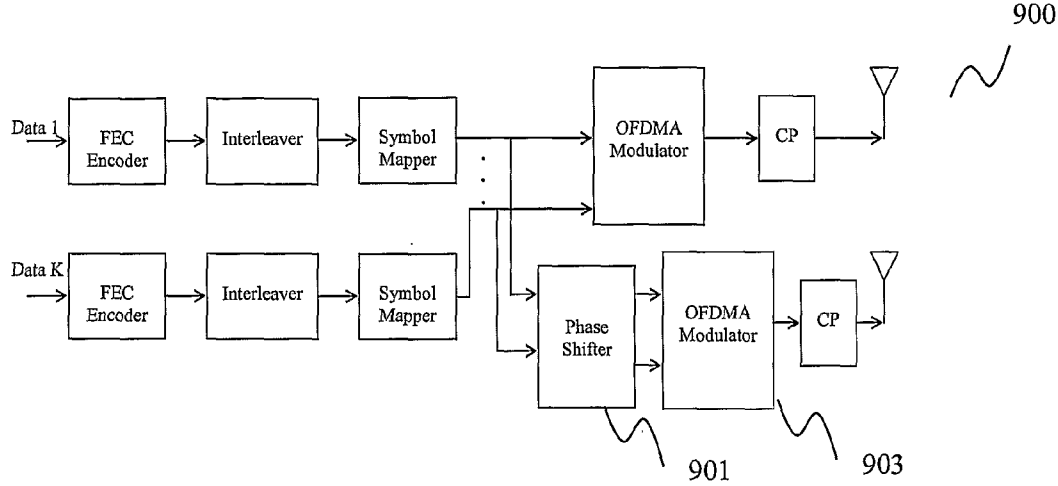 900
Data 1
FEC
Encoder
Interleaver
Symbol
Mapper
OFDMA
Modulator
CP
Data K
FEC
Encoder
Interleaver
Symbol
Mapper
Phase
Shifter
OFDMA
Modulator
CP
901
903